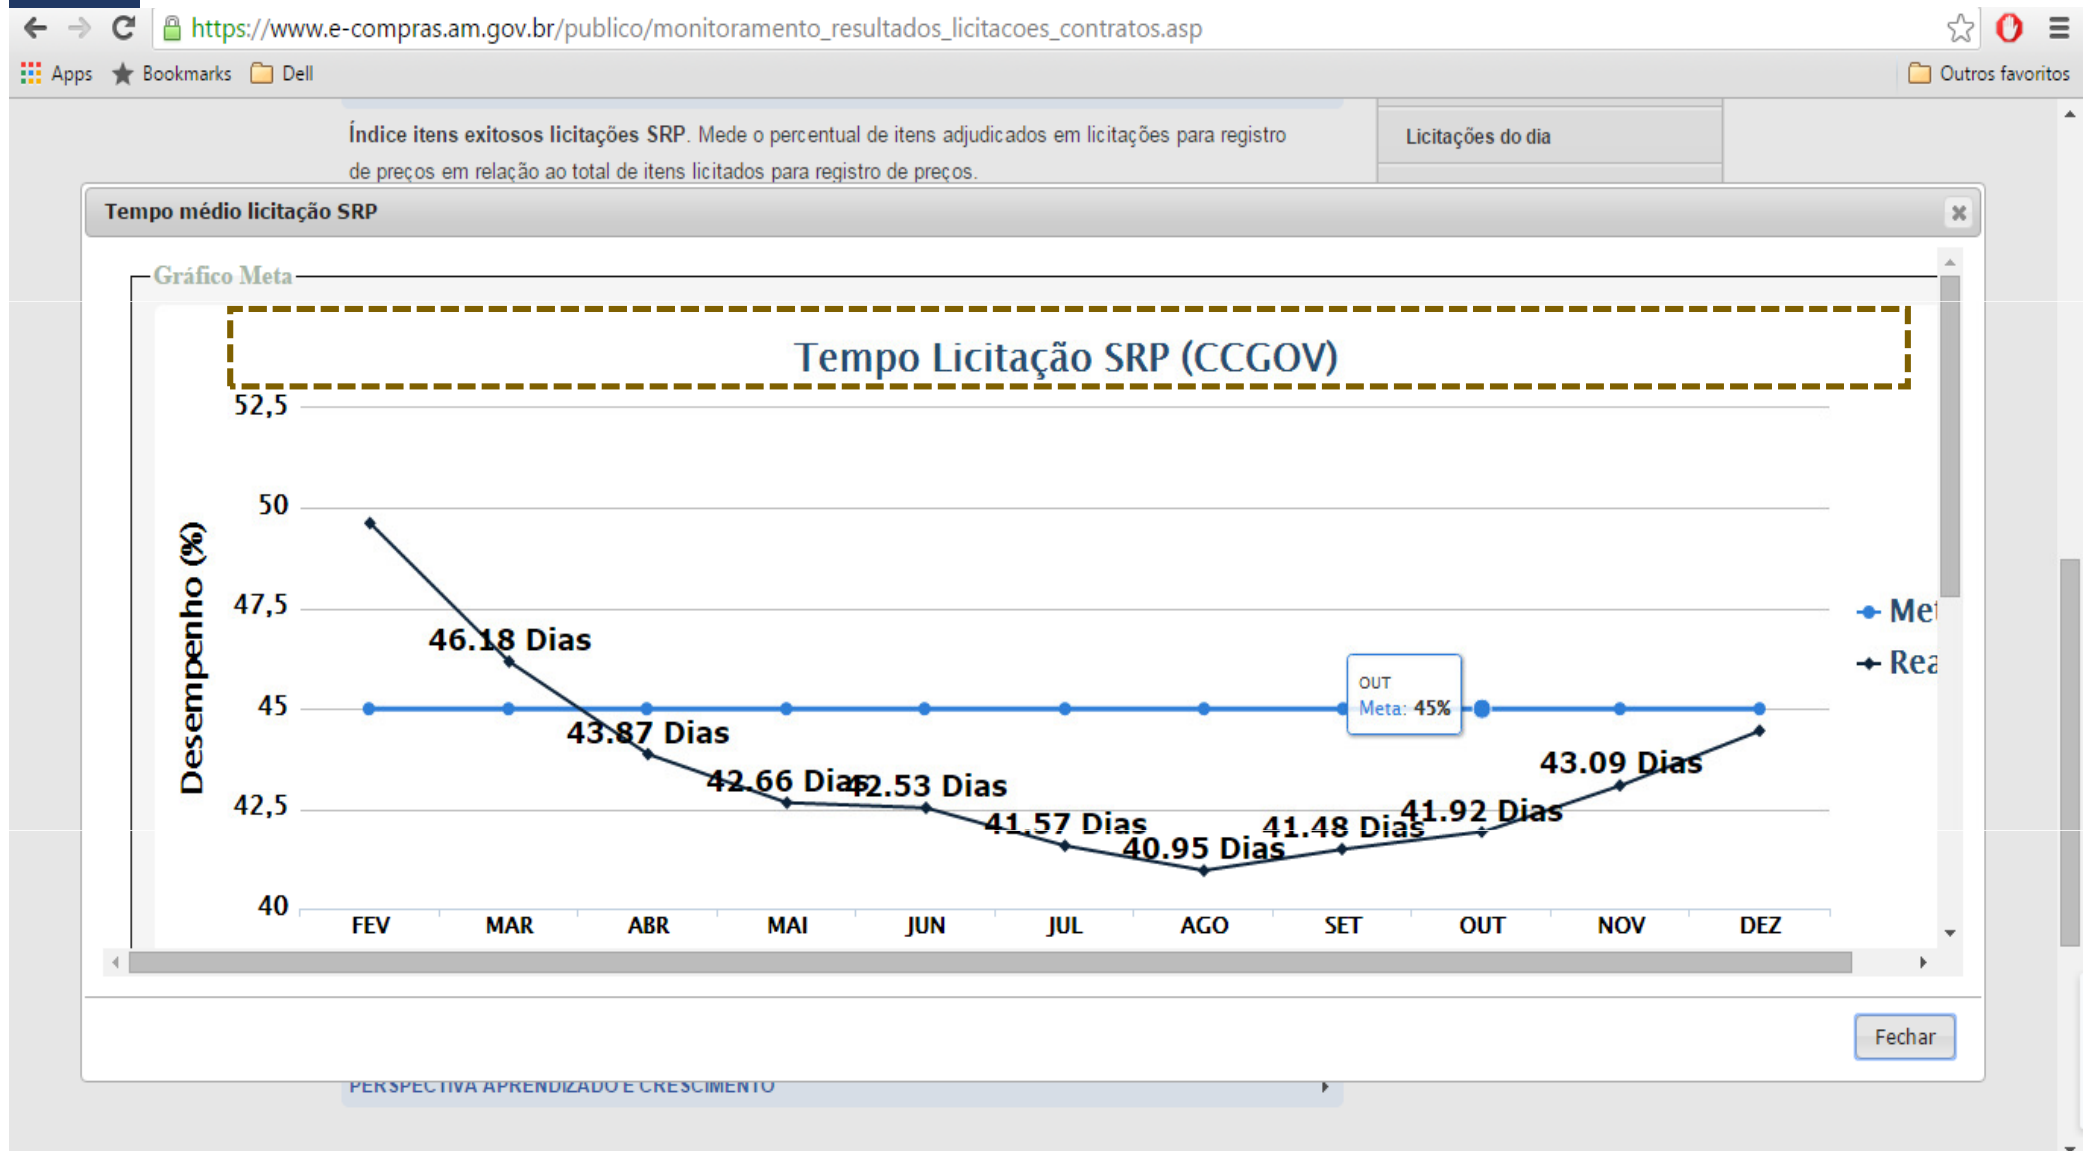 https://www.e-compras.am.gov.br/publico/monitoramento_resultados_licitacoes_contratos.asp
Apps Bookmarks Dell Outros favoritos
Índice itens exitosos licitações SRP. Mede o percentual de itens adjudicados em licitações para registro
de preços em relação ao total de itens licitados para registro de preços.
Licitações do dia
Tempo médio licitação SRP
Gráfico Meta
Tempo Licitação SRP (CCGOV)
Desempenho (%)
52,5
50
47,5
45
42,5
40
46.18 Dias
43.87 Dias
42.66 Dias
42.53 Dias
41.57 Dias
40.95 Dias
41.48 Dias
41.92 Dias
43.09 Dias
OUT
Meta: 45%
FEV MAR ABR MAI JUN JUL AGO SET OUT NOV DEZ
Fechar
PERSPECTIVA APRENDIZADO E CRESCIMENTO